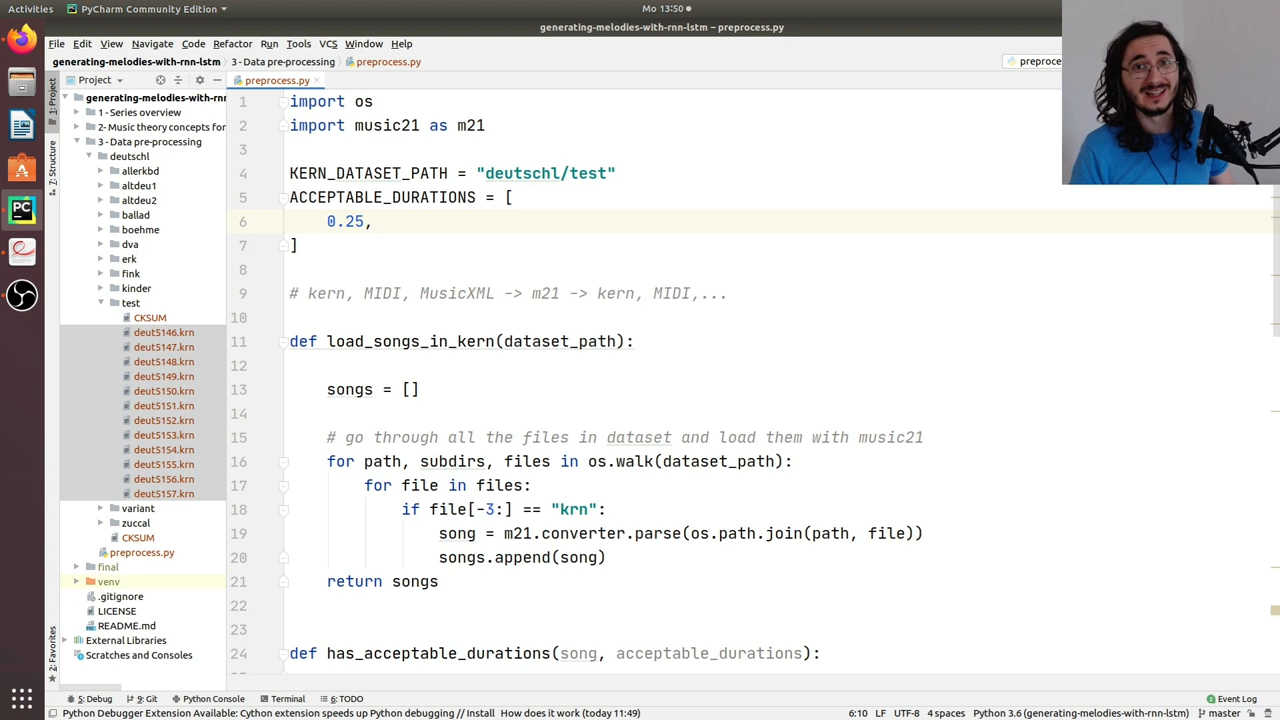 Activities
PyCharm Community Edition
Mo 13:50
generating-melodies-with-rnn-lstm – preprocess.py
File Edit View Navigate Code Refactor Run Tools VCS Window Help
generating-melodies-with-rnn-lstm 3 - Data pre-processing preprocess.py
preproce
Project
preprocess.py
1: Project
7: Structure
2: Favorites
generating-melodies-with-rnn
1 - Series overview
2- Music theory concepts for
3 - Data pre-processing
deutschl
allerkbd
altdeu1
altdeu2
ballad
boehme
dva
erk
fink
kinder
test
CKSUM
deut5146.krn
deut5147.krn
deut5148.krn
deut5149.krn
deut5150.krn
deut5151.krn
deut5152.krn
deut5153.krn
deut5154.krn
deut5155.krn
deut5156.krn
deut5157.krn
variant
zuccal
CKSUM
preprocess.py
final
venv
.gitignore
LICENSE
README.md
External Libraries
Scratches and Consoles
1 import os
2 import music21 as m21
3
4 KERN_DATASET_PATH = "deutschl/test"
5 ACCEPTABLE_DURATIONS = [
6 0.25,
7 ]
8
9 # kern, MIDI, MusicXML -> m21 -> kern, MIDI,...
10
11 def load_songs_in_kern(dataset_path):
12
13 songs = []
14
15 # go through all the files in dataset and load them with music21
16 for path, subdirs, files in os.walk(dataset_path):
17 for file in files:
18 if file[-3:] == "krn":
19 song = m21.converter.parse(os.path.join(path, file))
20 songs.append(song)
21 return songs
22
23
24 def has_acceptable_durations(song, acceptable_durations):
5: Debug 9: Git Python Console Terminal 6: TODO
Event Log
Python Debugger Extension Available: Cython extension speeds up Python debugging // Install How does it work (today 11:49)
6:10 LF UTF-8 4 spaces Python 3.6 (generating-melodies-with-rnn-lstm) master